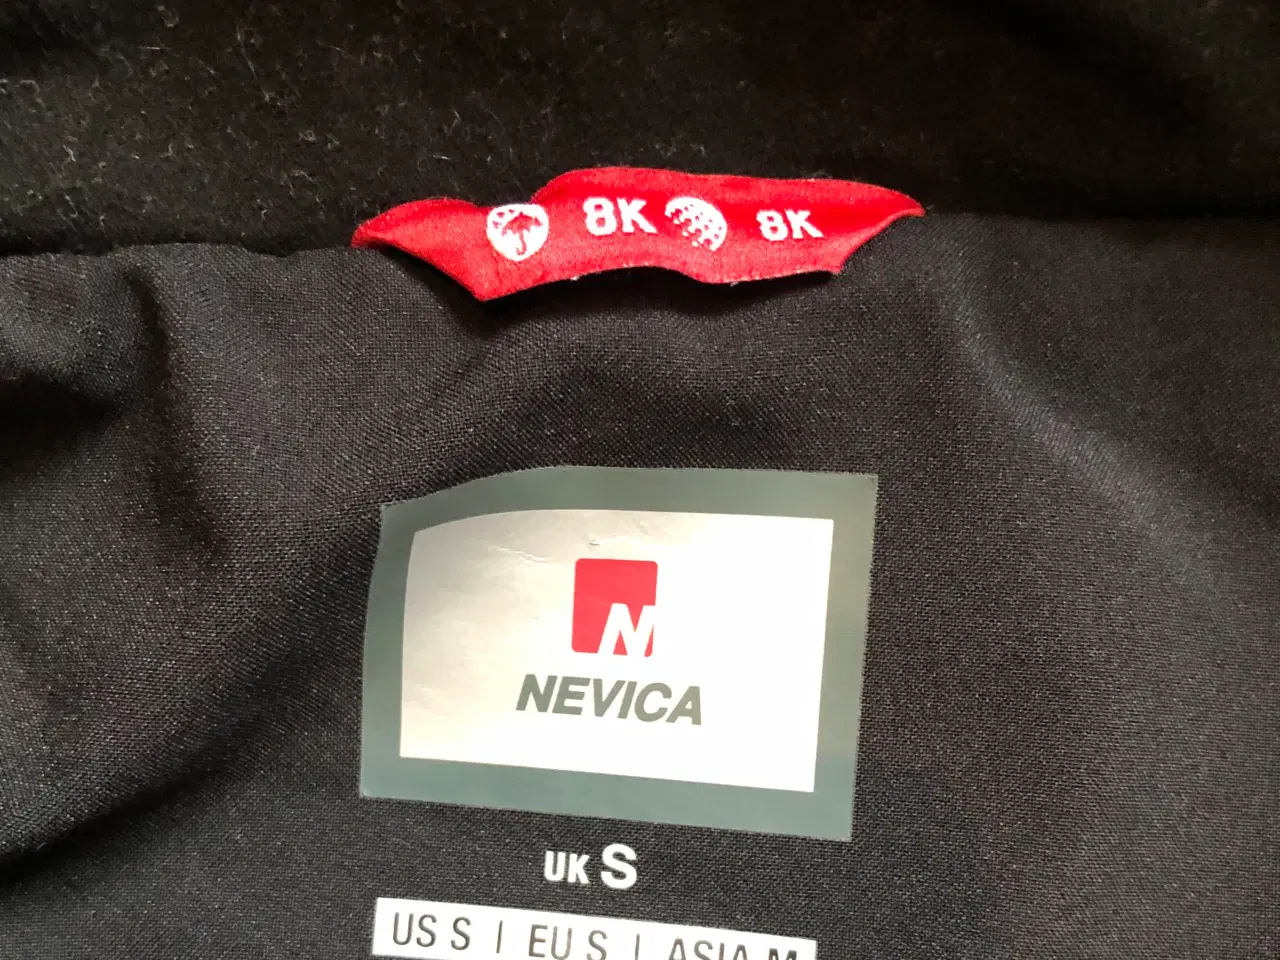 8K 8K
N
NEVICA
UK S
US S | EU S | ASIA M